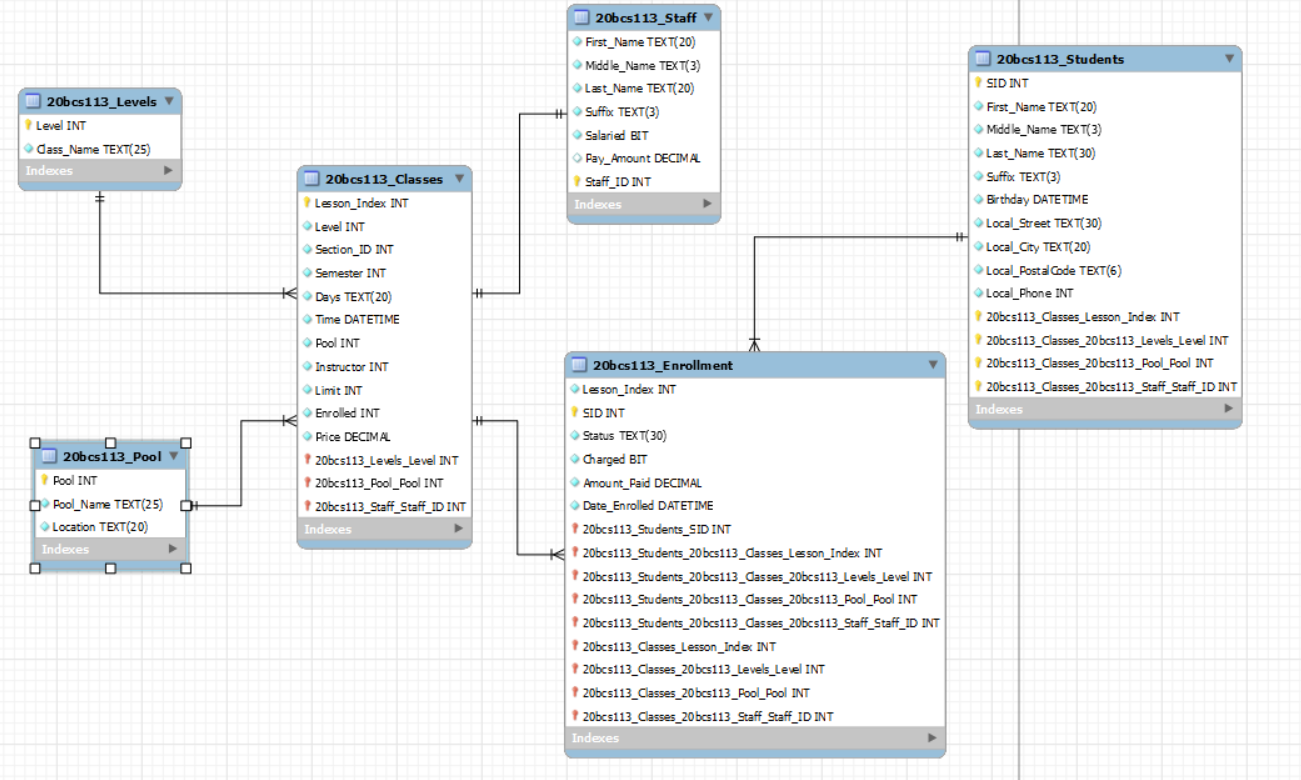 20bcs113_Levels
Level INT
Class_Name TEXT(25)
Indexes
20bcs113_Pool
Pool INT
Pool_Name TEXT(25)
Location TEXT(20)
Indexes
20bcs113_Classes
Lesson_Index INT
Level INT
Section_ID INT
Semester INT
Days TEXT(20)
Time DATETIME
Pool INT
Instructor INT
Limit INT
Enrolled INT
Price DECIMAL
20bcs113_Levels_Level INT
20bcs113_Pool_Pool INT
20bcs113_Staff_Staff_ID INT
Indexes
20bcs113_Staff
First_Name TEXT(20)
Middle_Name TEXT(3)
Last_Name TEXT(20)
Suffix TEXT(3)
Salaried BIT
Pay_Amount DECIMAL
Staff_ID INT
Indexes
20bcs113_Enrollment
Lesson_Index INT
SID INT
Status TEXT(30)
Charged BIT
Amount_Paid DECIMAL
Date_Enrolled DATETIME
20bcs113_Students_SID INT
20bcs113_Students_20bcs113_Classes_Lesson_Index INT
20bcs113_Students_20bcs113_Classes_20bcs113_Levels_Level INT
20bcs113_Students_20bcs113_Classes_20bcs113_Pool_Pool INT
20bcs113_Students_20bcs113_Classes_20bcs113_Staff_Staff_ID INT
20bcs113_Classes_Lesson_Index INT
20bcs113_Classes_20bcs113_Levels_Level INT
20bcs113_Classes_20bcs113_Pool_Pool INT
20bcs113_Classes_20bcs113_Staff_Staff_ID INT
Indexes
20bcs113_Students
SID INT
First_Name TEXT(20)
Middle_Name TEXT(3)
Last_Name TEXT(30)
Suffix TEXT(3)
Birthday DATETIME
Local_Street TEXT(30)
Local_City TEXT(20)
Local_PostalCode TEXT(6)
Local_Phone INT
20bcs113_Classes_Lesson_Index INT
20bcs113_Classes_20bcs113_Levels_Level INT
20bcs113_Classes_20bcs113_Pool_Pool INT
20bcs113_Classes_20bcs113_Staff_Staff_ID INT
Indexes